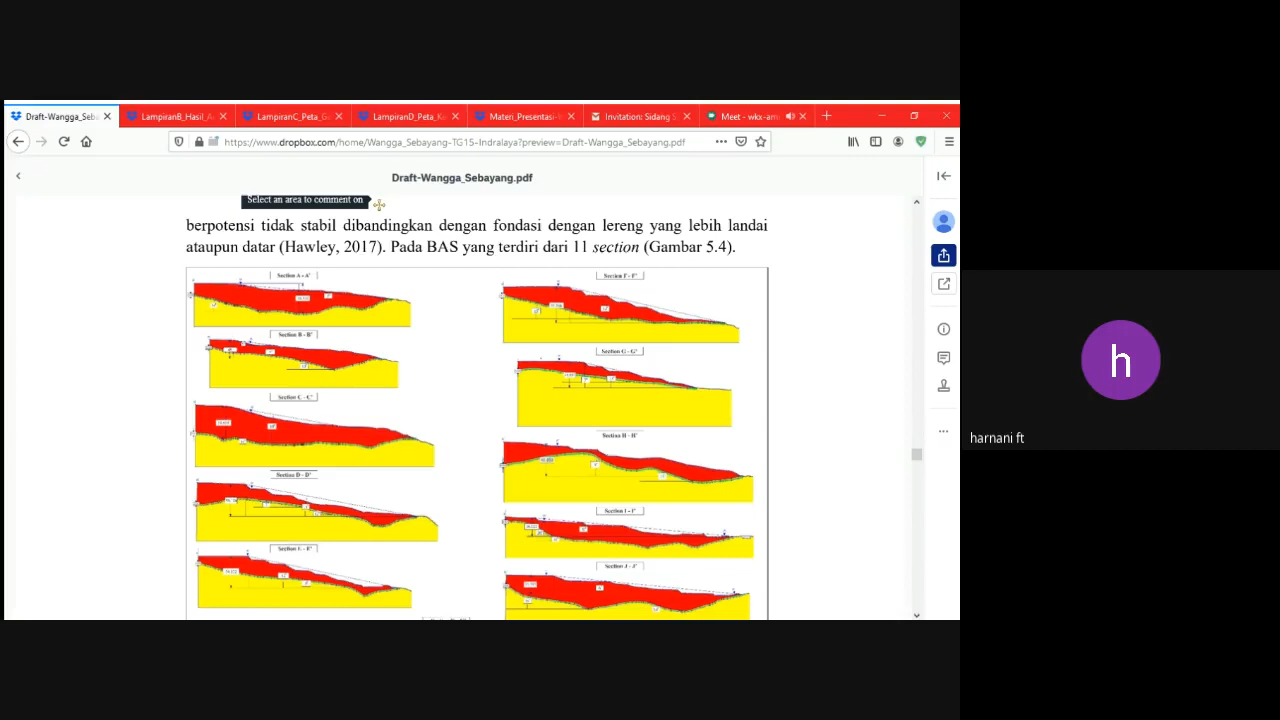 Draft-Wangga_Seb
LampiranB_Hasil_A
LampiranC_Peta_G
LampiranD_Peta_K
Materi_Presentasi-
Invitation: Sidang S
Meet - wkx-am
https://www.dropbox.com/home/Wangga_Sebayang-TG15-Indralaya?preview=Draft-Wangga_Sebayang.pdf
Draft-Wangga_Sebayang.pdf
Select an area to comment on
berpotensi tidak stabil dibandingkan dengan fondasi dengan lereng yang lebih landai
ataupun datar (Hawley, 2017). Pada BAS yang terdiri dari 11 section (Gambar 5.4).
Section A - A'
Section F - F'
Section B - B'
Section G - G'
Section C - C'
Section H - H'
Section D - D'
Section I - I'
Section E - E'
Section J - J'
h
harnani ft